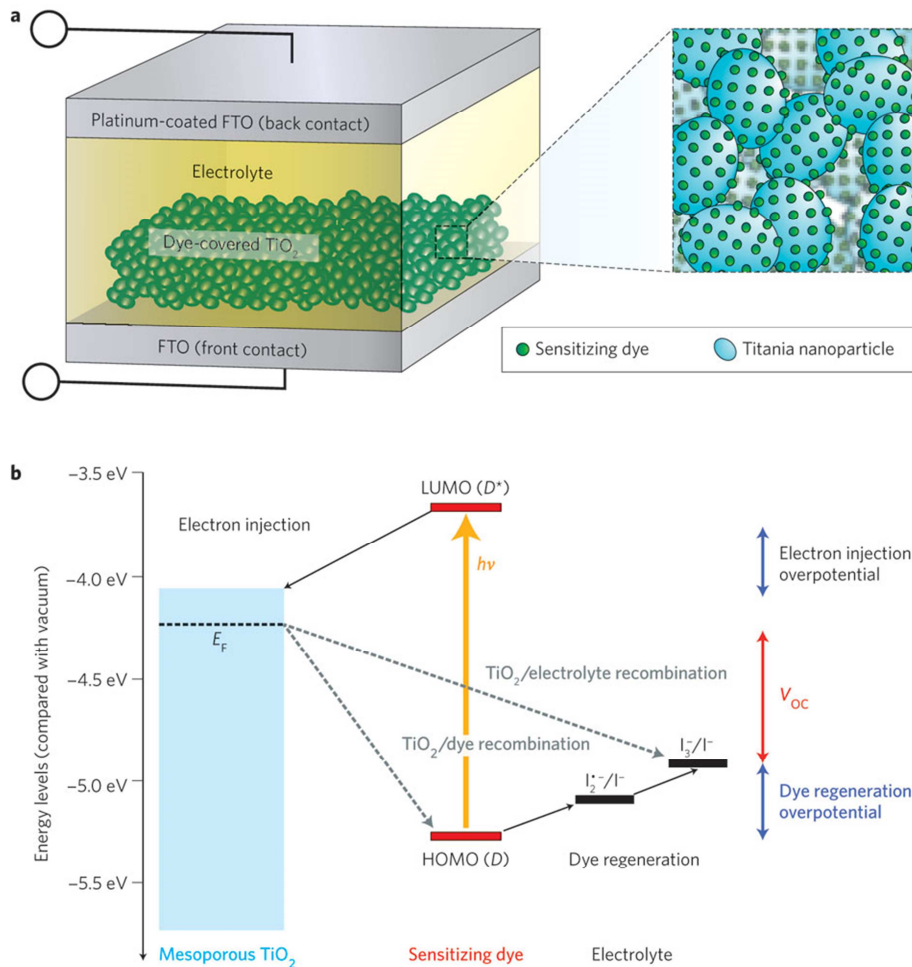 a
Platinum-coated FTO (back contact)
Electrolyte
Dye-covered TiO₂
FTO (front contact)
Sensitizing dye
Titania nanoparticle
b
Energy levels (compared with vacuum)
−3.5 eV
−4.0 eV
−4.5 eV
−5.0 eV
−5.5 eV
Electron injection
LUMO (D*)
hν
E_F
TiO₂/electrolyte recombination
TiO₂/dye recombination
I₃⁻/I⁻
I₂•⁻/I⁻
HOMO (D)
Dye regeneration
Electron injection
overpotential
V_OC
Dye regeneration
overpotential
Mesoporous TiO₂
Sensitizing dye
Electrolyte